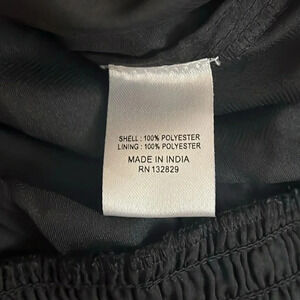 SHELL : 100% POLYESTER
LINING : 100% POLYESTER
MADE IN INDIA
RN 132829